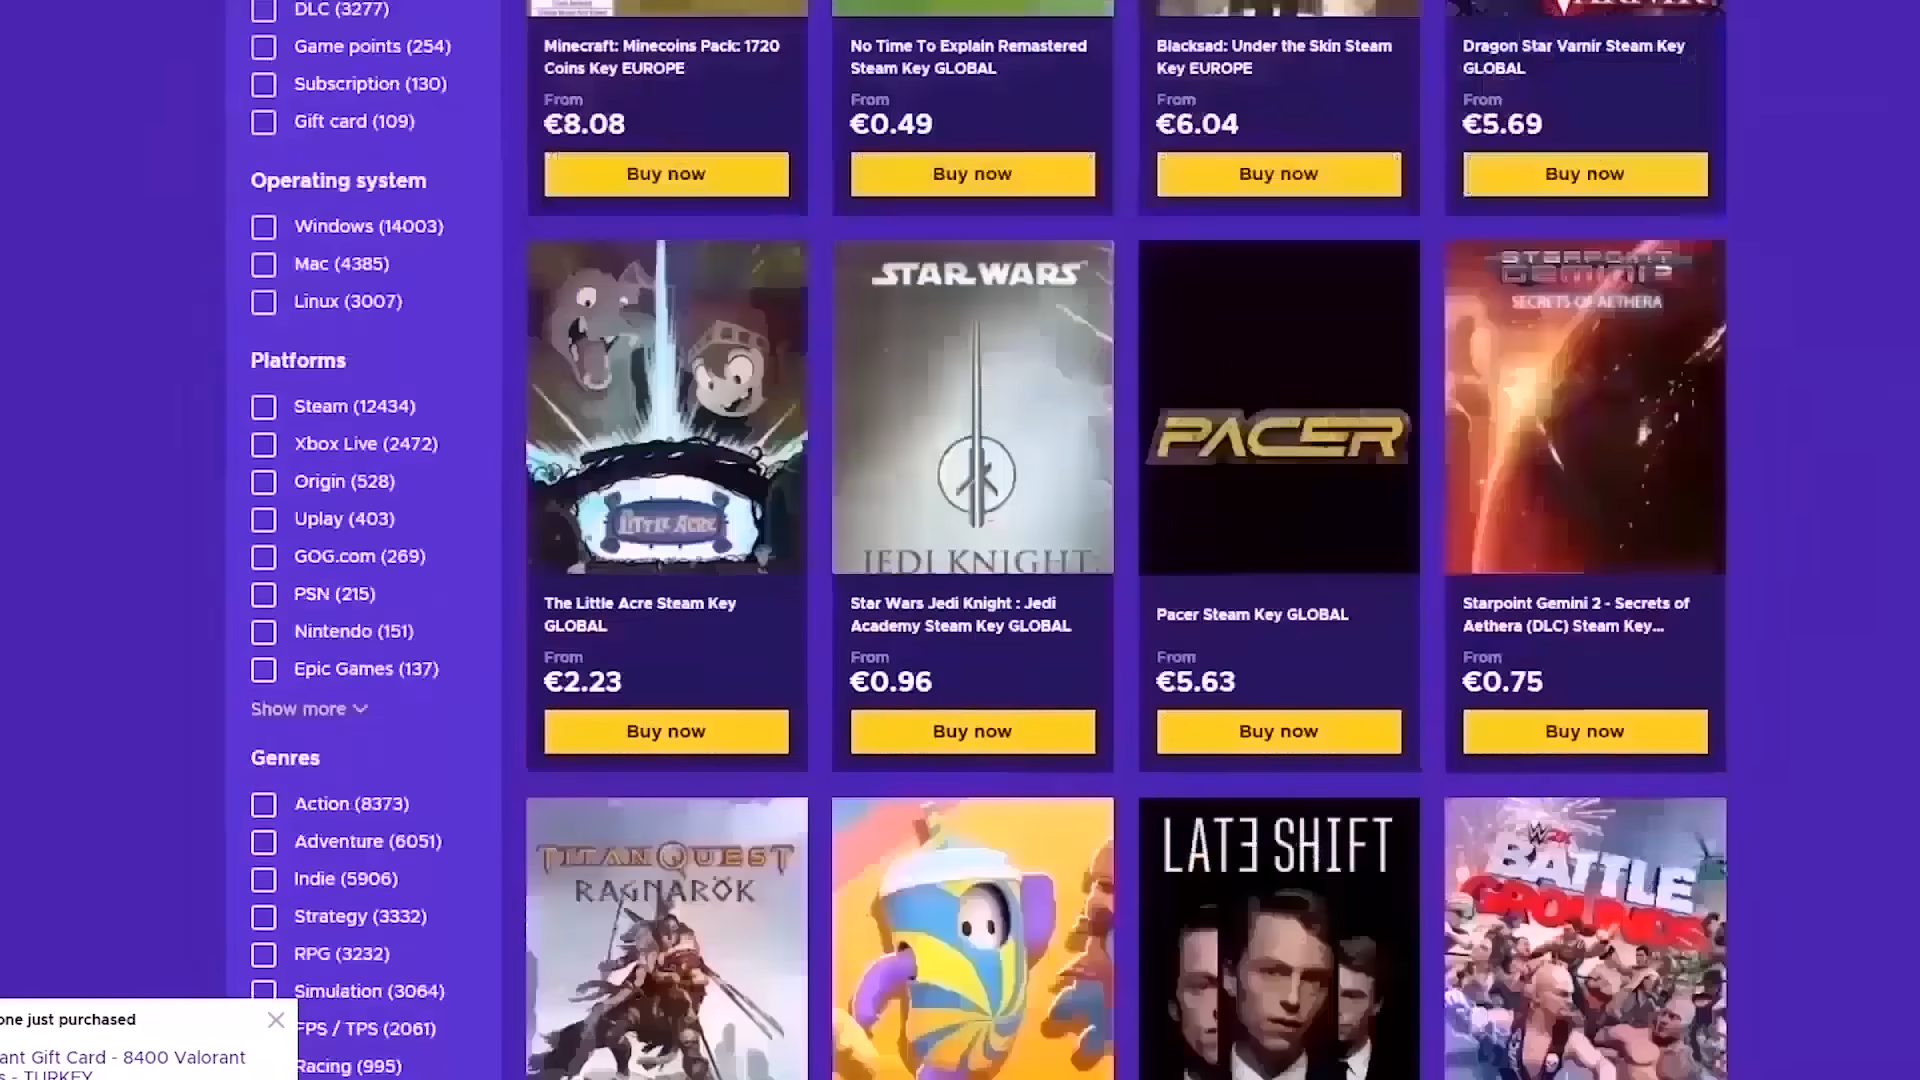 DLC (3277)
Game points (254)
Subscription (130)
Gift card (109)
Operating system
Windows (14003)
Mac (4385)
Linux (3007)
Platforms
Steam (12434)
Xbox Live (2472)
Origin (528)
Uplay (403)
GOG.com (269)
PSN (215)
Nintendo (151)
Epic Games (137)
Show more
Genres
Action (8373)
Adventure (6051)
Indie (5906)
Strategy (3332)
RPG (3232)
Simulation (3064)
FPS / TPS (2061)
Racing (995)
one just purchased
ant Gift Card - 8400 Valorant
s - TURKEY
Minecraft: Minecoins Pack: 1720
Coins Key EUROPE
From
€8.08
Buy now
No Time To Explain Remastered
Steam Key GLOBAL
From
€0.49
Buy now
Blacksad: Under the Skin Steam
Key EUROPE
From
€6.04
Buy now
Dragon Star Varnir Steam Key
GLOBAL
From
€5.69
Buy now
LITTLE ACRE
The Little Acre Steam Key
GLOBAL
From
€2.23
Buy now
STAR WARS
JEDI KNIGHT
Star Wars Jedi Knight : Jedi
Academy Steam Key GLOBAL
From
€0.96
Buy now
PACER
Pacer Steam Key GLOBAL
From
€5.63
Buy now
STARPOINT
GEMINI 2
SECRETS OF AETHERA
Starpoint Gemini 2 - Secrets of
Aethera (DLC) Steam Key...
From
€0.75
Buy now
TITAN QUEST
RAGNARÖK
LATE SHIFT
W2K
BATTLE
GROUNDS